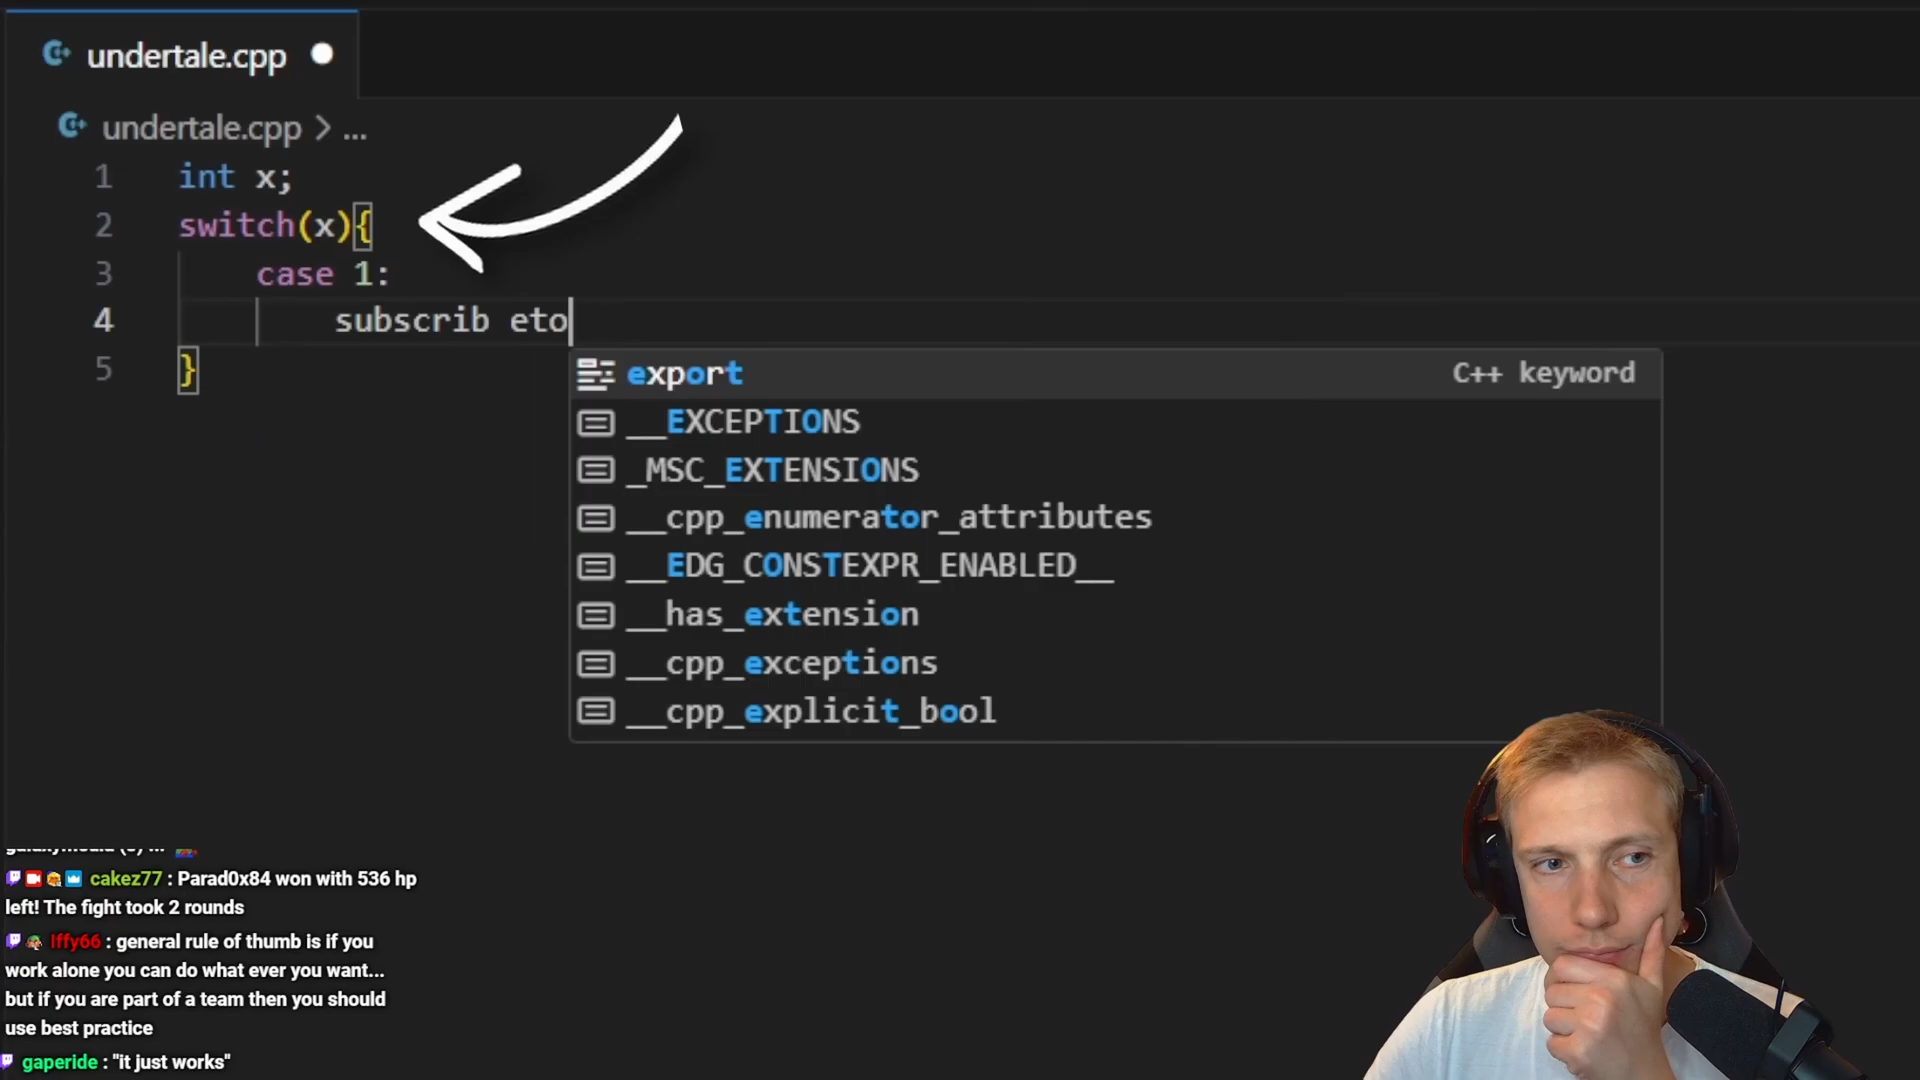 undertale.cpp
undertale.cpp > ...
1 int x;
2 switch(x){
3 case 1:
4 subscrib eto
5 }
export C++ keyword
__EXCEPTIONS
_MSC_EXTENSIONS
__cpp_enumerator_attributes
__EDG_CONSTEXPR_ENABLED__
__has_extension
__cpp_exceptions
__cpp_explicit_bool
cakez77 : Parad0x84 won with 536 hp
left! The fight took 2 rounds
Iffy66 : general rule of thumb is if you
work alone you can do what ever you want...
but if you are part of a team then you should
use best practice
gaperide : "it just works"